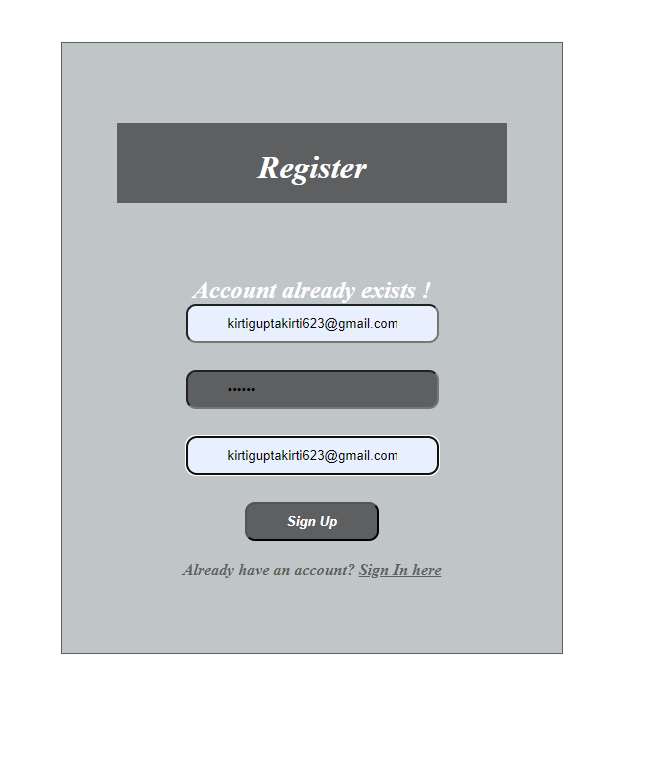 Register
Account already exists !
kirtiguptakirti623@gmail.com
••••••
kirtiguptakirti623@gmail.com
Sign Up
Already have an account? Sign In here